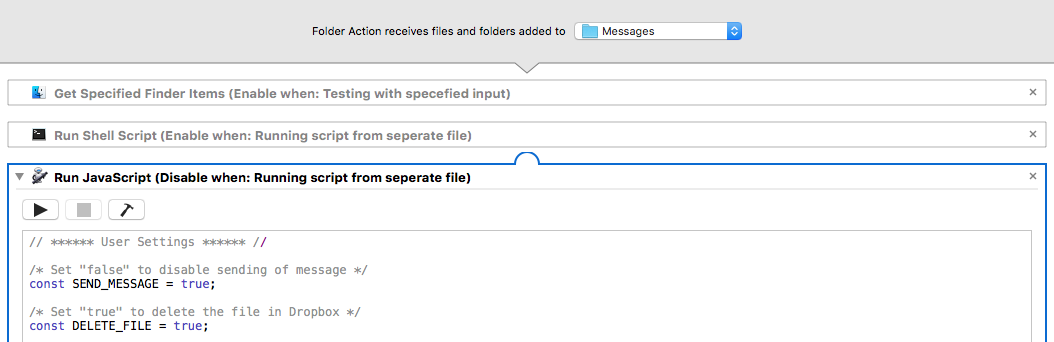 Folder Action receives files and folders added to Messages
Get Specified Finder Items (Enable when: Testing with specefied input)
Run Shell Script (Enable when: Running script from seperate file)
Run JavaScript (Disable when: Running script from seperate file)
// ****** User Settings ****** //
/* Set "false" to disable sending of message */
const SEND_MESSAGE = true;
/* Set "true" to delete the file in Dropbox */
const DELETE_FILE = true;